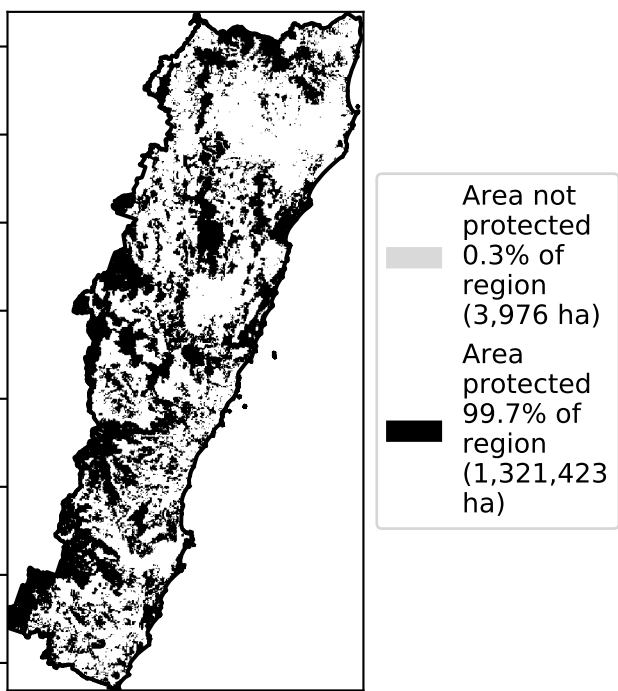 Area not
protected
0.3% of
region
(3,976 ha)
Area
protected
99.7% of
region
(1,321,423
ha)